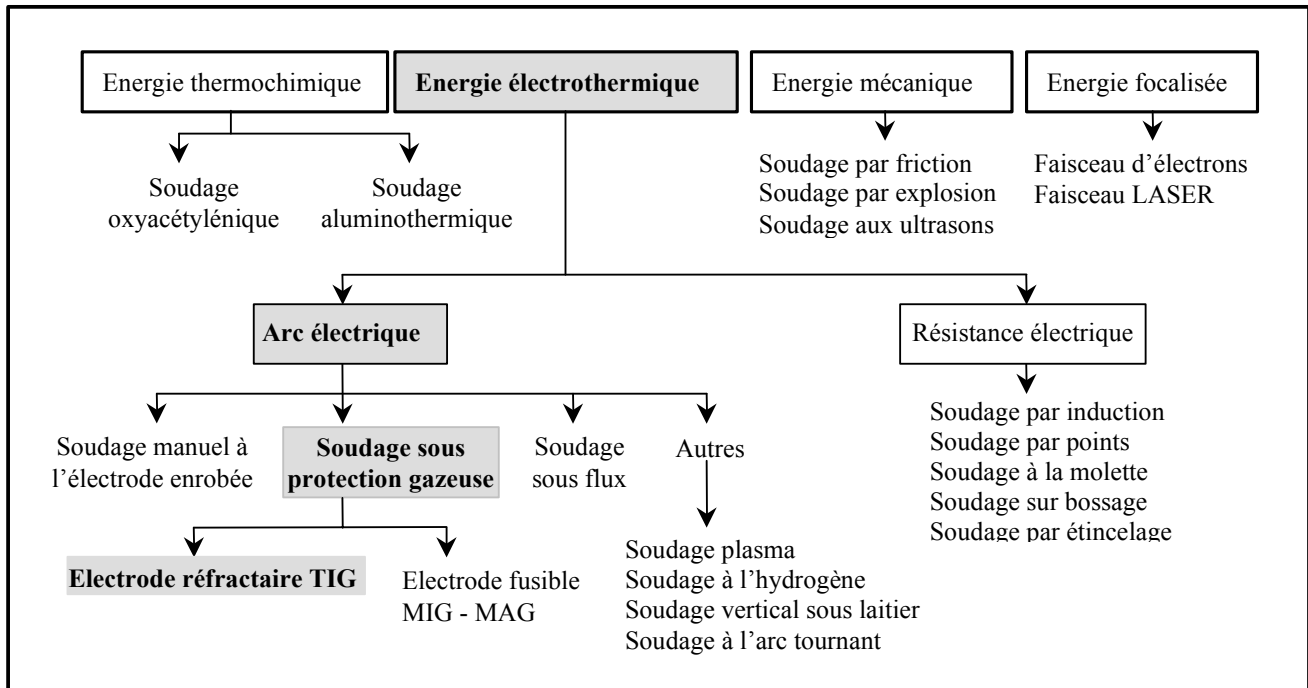 Energie thermochimique
Energie électrothermique
Energie mécanique
Energie focalisée
Soudage
oxyacétylénique
Soudage
aluminothermique
Soudage par friction
Soudage par explosion
Soudage aux ultrasons
Faisceau d’électrons
Faisceau LASER
Arc électrique
Résistance électrique
Soudage manuel à
l’électrode enrobée
Soudage sous
protection gazeuse
Soudage
sous flux
Autres
Soudage par induction
Soudage par points
Soudage à la molette
Soudage sur bossage
Soudage par étincelage
Electrode réfractaire TIG
Electrode fusible
MIG - MAG
Soudage plasma
Soudage à l’hydrogène
Soudage vertical sous laitier
Soudage à l’arc tournant